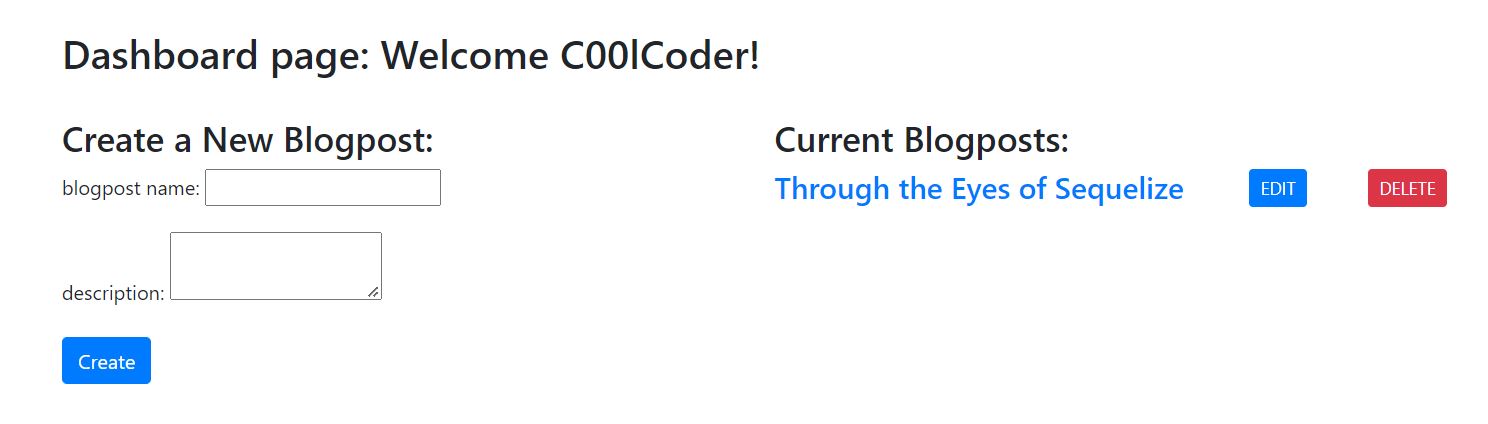 Dashboard page: Welcome C00lCoder!
Create a New Blogpost:
blogpost name:
description:
Create
Current Blogposts:
Through the Eyes of Sequelize
EDIT
DELETE